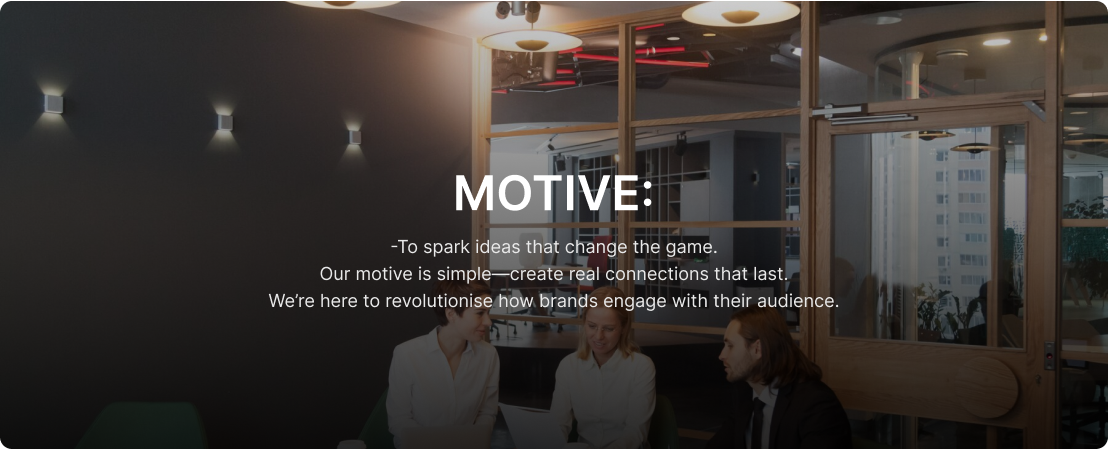 MOTIVE:
-To spark ideas that change the game.
Our motive is simple—create real connections that last.
We’re here to revolutionise how brands engage with their audience.